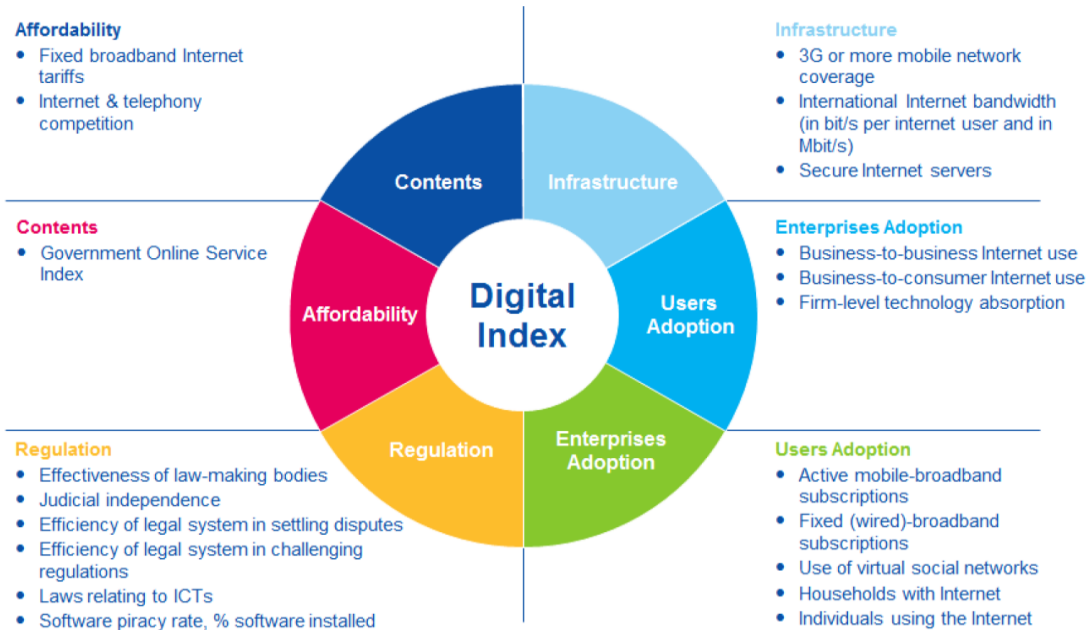 Affordability
• Fixed broadband Internet
tariffs
• Internet & telephony
competition
Contents
• Government Online Service
Index
Regulation
• Effectiveness of law-making bodies
• Judicial independence
• Efficiency of legal system in settling disputes
• Efficiency of legal system in challenging
regulations
• Laws relating to ICTs
• Software piracy rate, % software installed
Contents
Infrastructure
Affordability
Digital
Index
Users
Adoption
Regulation
Enterprises
Adoption
Infrastructure
• 3G or more mobile network
coverage
• International Internet bandwidth
(in bit/s per internet user and in
Mbit/s)
• Secure Internet servers
Enterprises Adoption
• Business-to-business Internet use
• Business-to-consumer Internet use
• Firm-level technology absorption
Users Adoption
• Active mobile-broadband
subscriptions
• Fixed (wired)-broadband
subscriptions
• Use of virtual social networks
• Households with Internet
• Individuals using the Internet